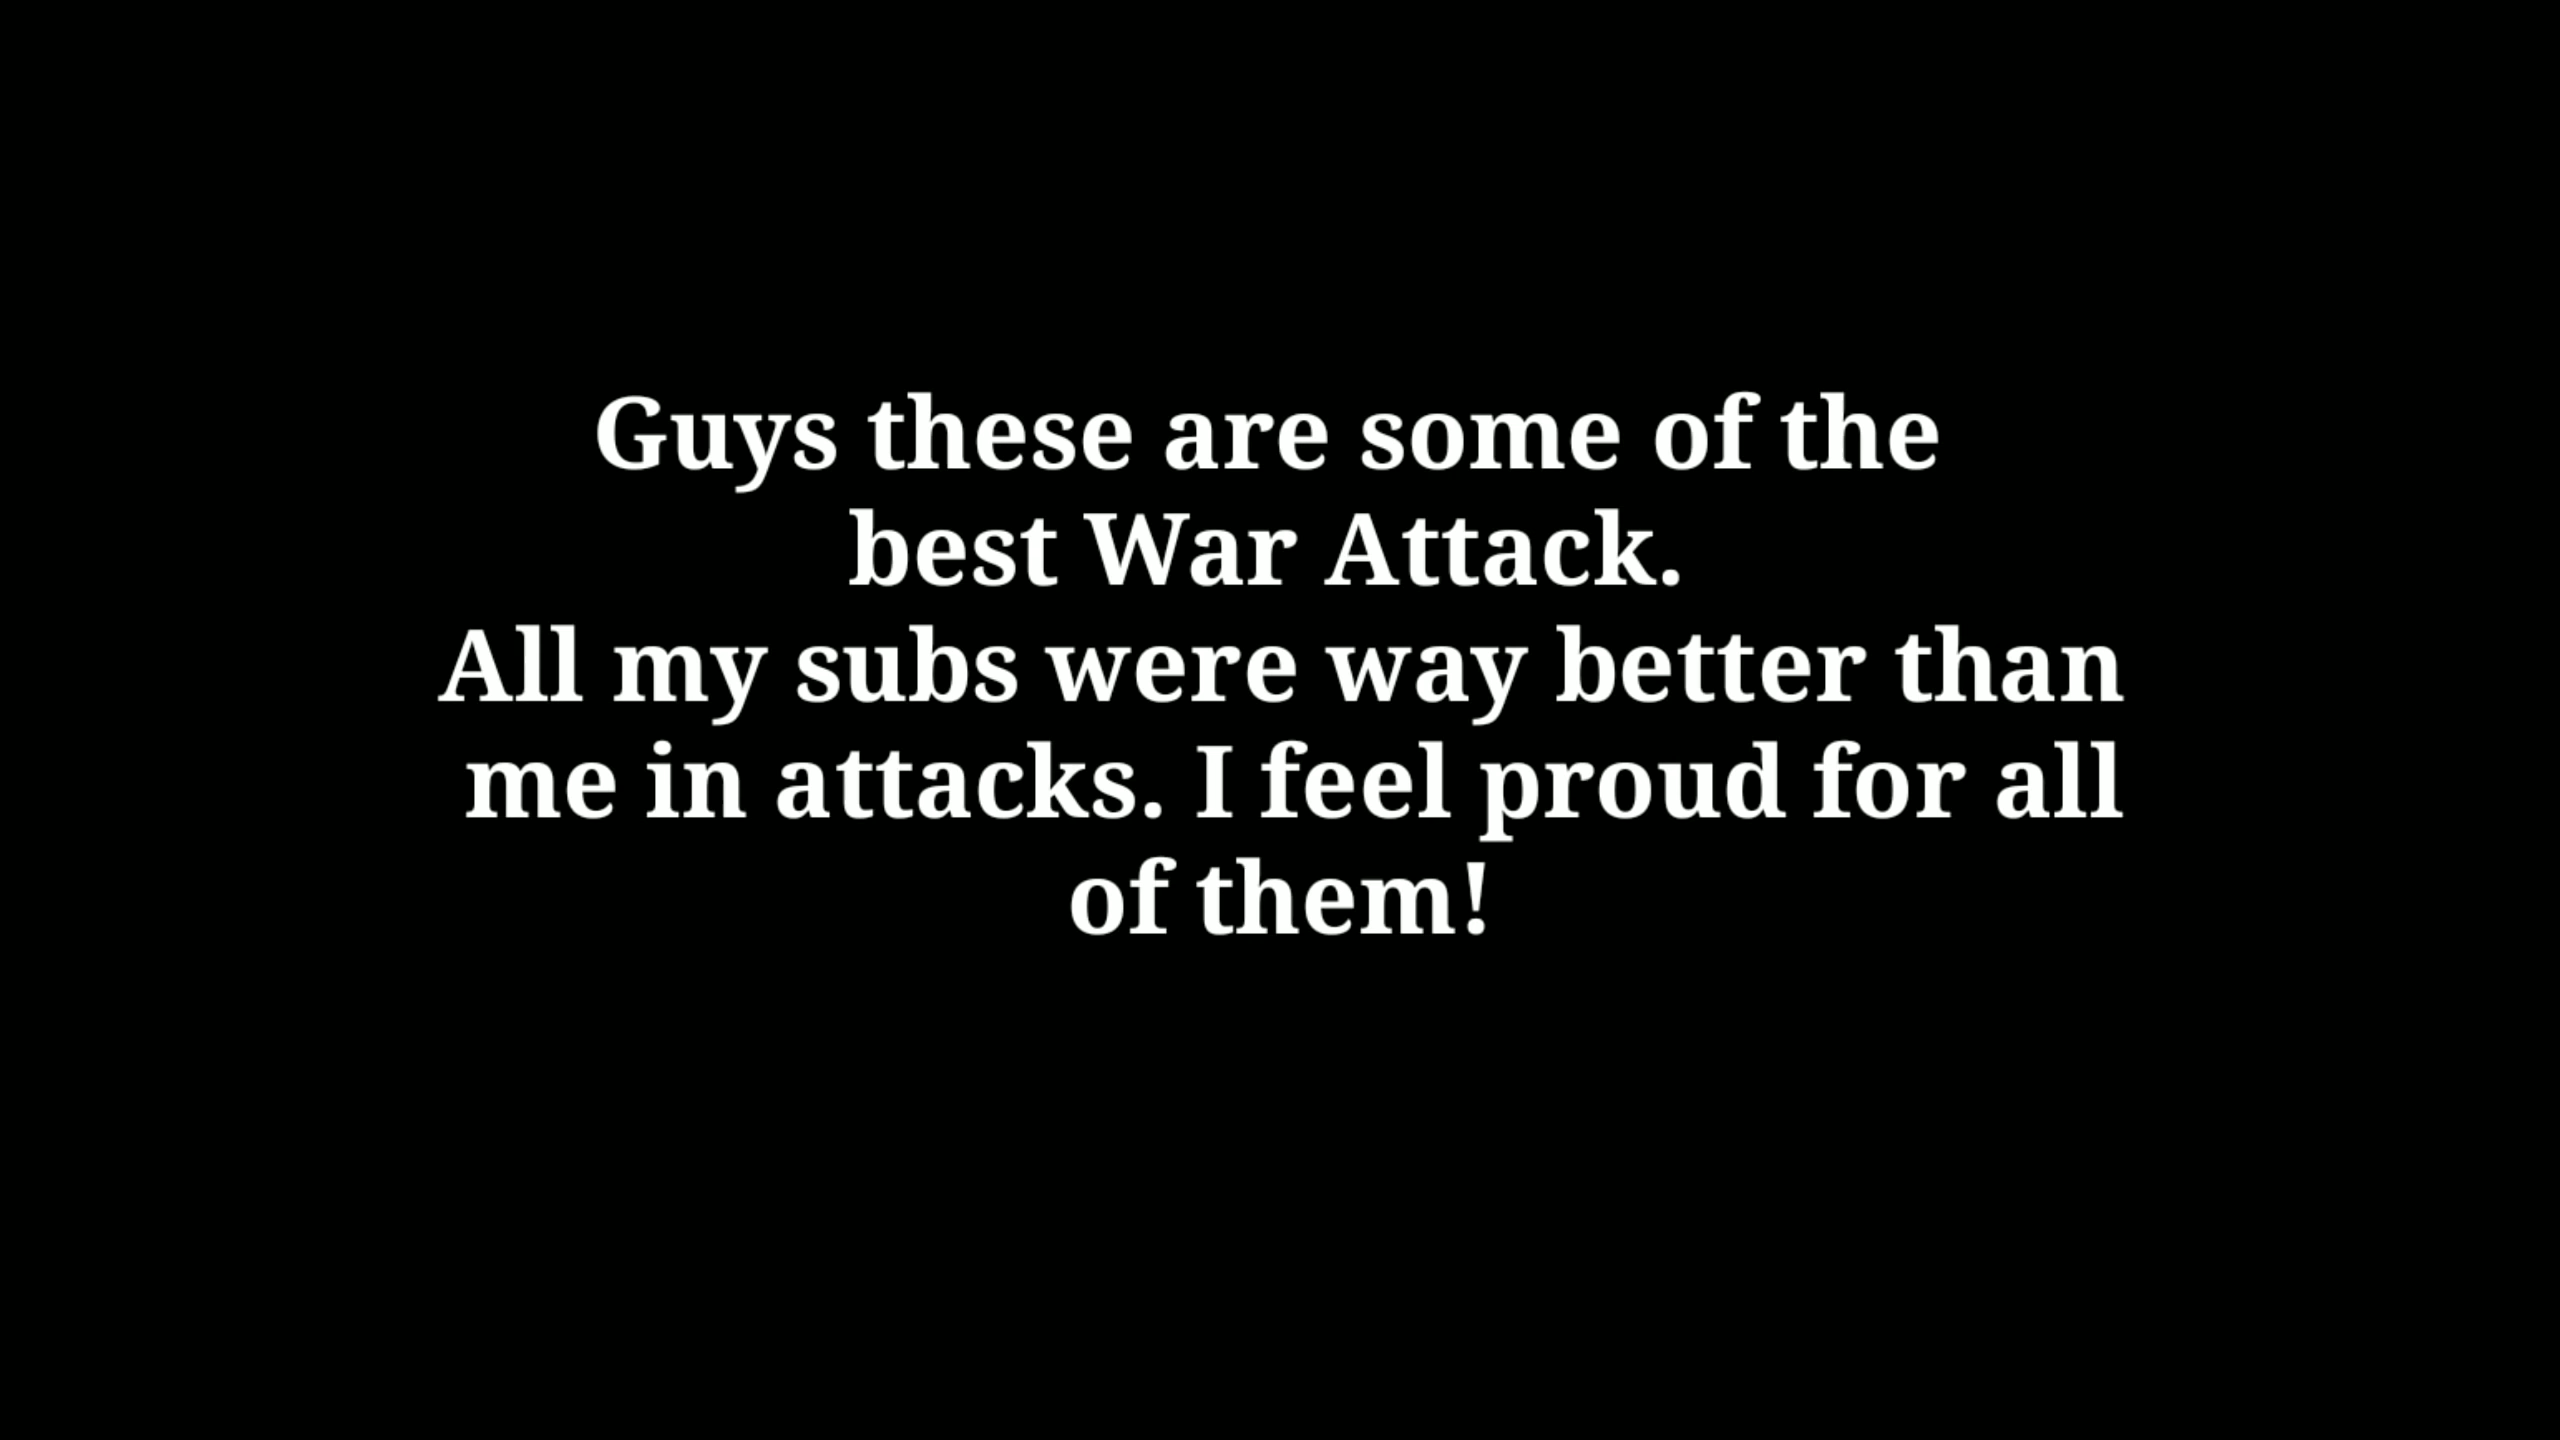 Guys these are some of the
best War Attack.
All my subs were way better than
me in attacks. I feel proud for all
of them!